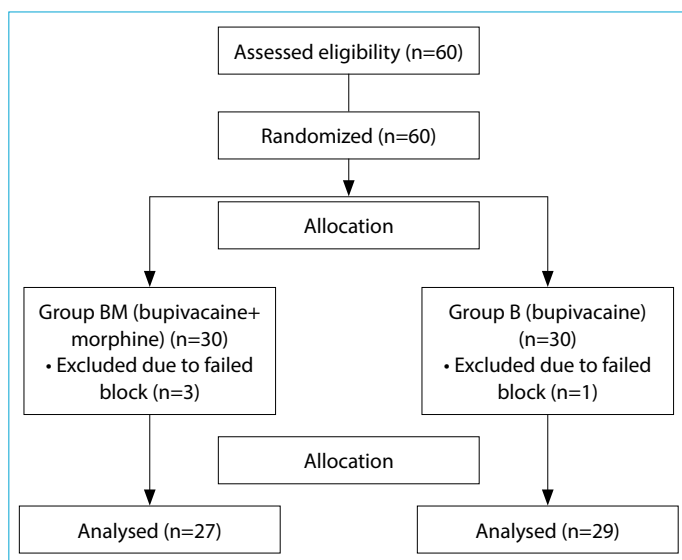 Assessed eligibility (n=60)
Randomized (n=60)
Allocation
Group BM (bupivacaine+
morphine) (n=30)
• Excluded due to failed
block (n=3)
Group B (bupivacaine)
(n=30)
• Excluded due to failed
block (n=1)
Allocation
Analysed (n=27)
Analysed (n=29)